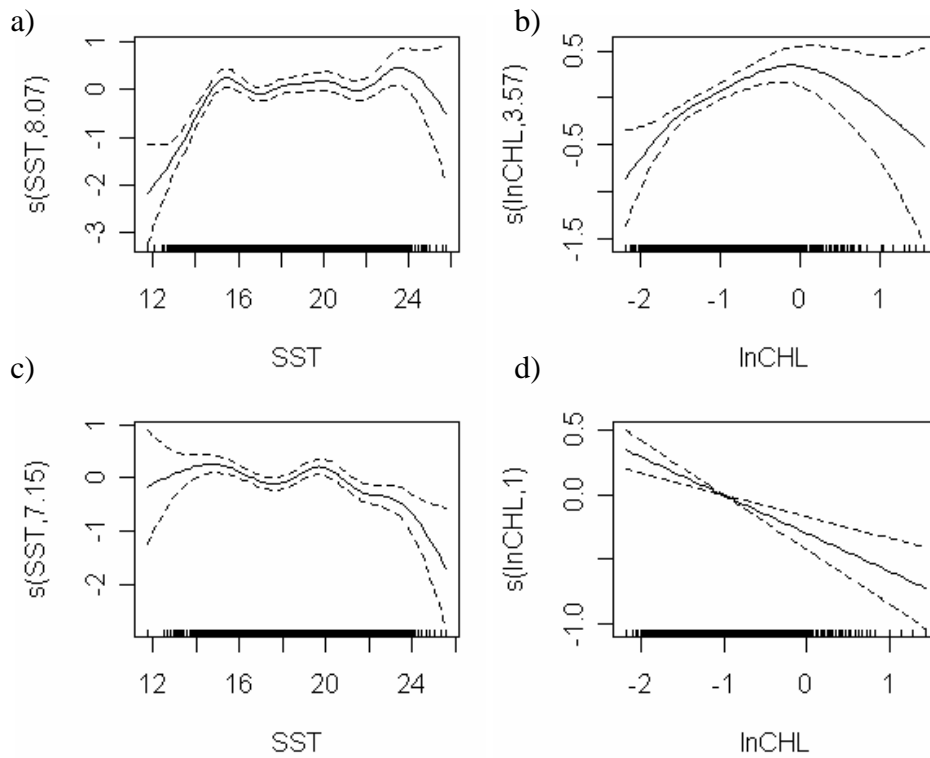 a)
s(SST,8.07)
1
0
-1
-2
-3
12 16 20 24
SST
b)
s(lnCHL,3.57)
0.5
-0.5
-1.5
-2 -1 0 1
lnCHL
c)
s(SST,7.15)
1
0
-1
-2
12 16 20 24
SST
d)
s(lnCHL,1)
0.5
0.0
-1.0
-2 -1 0 1
lnCHL